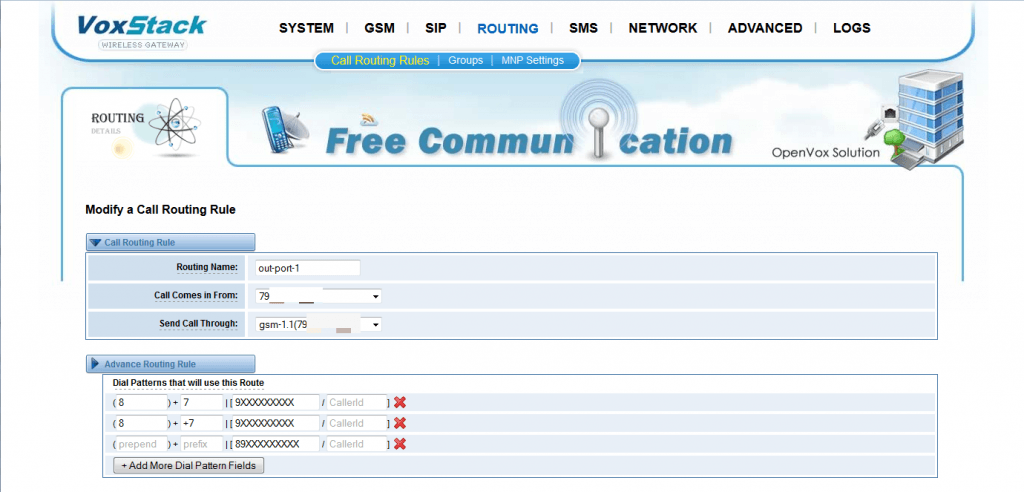 VoxStack
WIRELESS GATEWAY
SYSTEM | GSM | SIP | ROUTING | SMS | NETWORK | ADVANCED | LOGS
Call Routing Rules | Groups | MNP Settings
ROUTING
DETAILS
Free Communication
OpenVox Solution
Modify a Call Routing Rule
Call Routing Rule
Routing Name: out-port-1
Call Comes in From: 79
Send Call Through: gsm-1.1(79
Advance Routing Rule
Dial Patterns that will use this Route
( 8 ) + 7 | [ 9XXXXXXXXX / CallerId ]
( 8 ) + +7 | [ 9XXXXXXXXX / CallerId ]
( prepend ) + prefix | [ 89XXXXXXXXX / CallerId ]
+ Add More Dial Pattern Fields